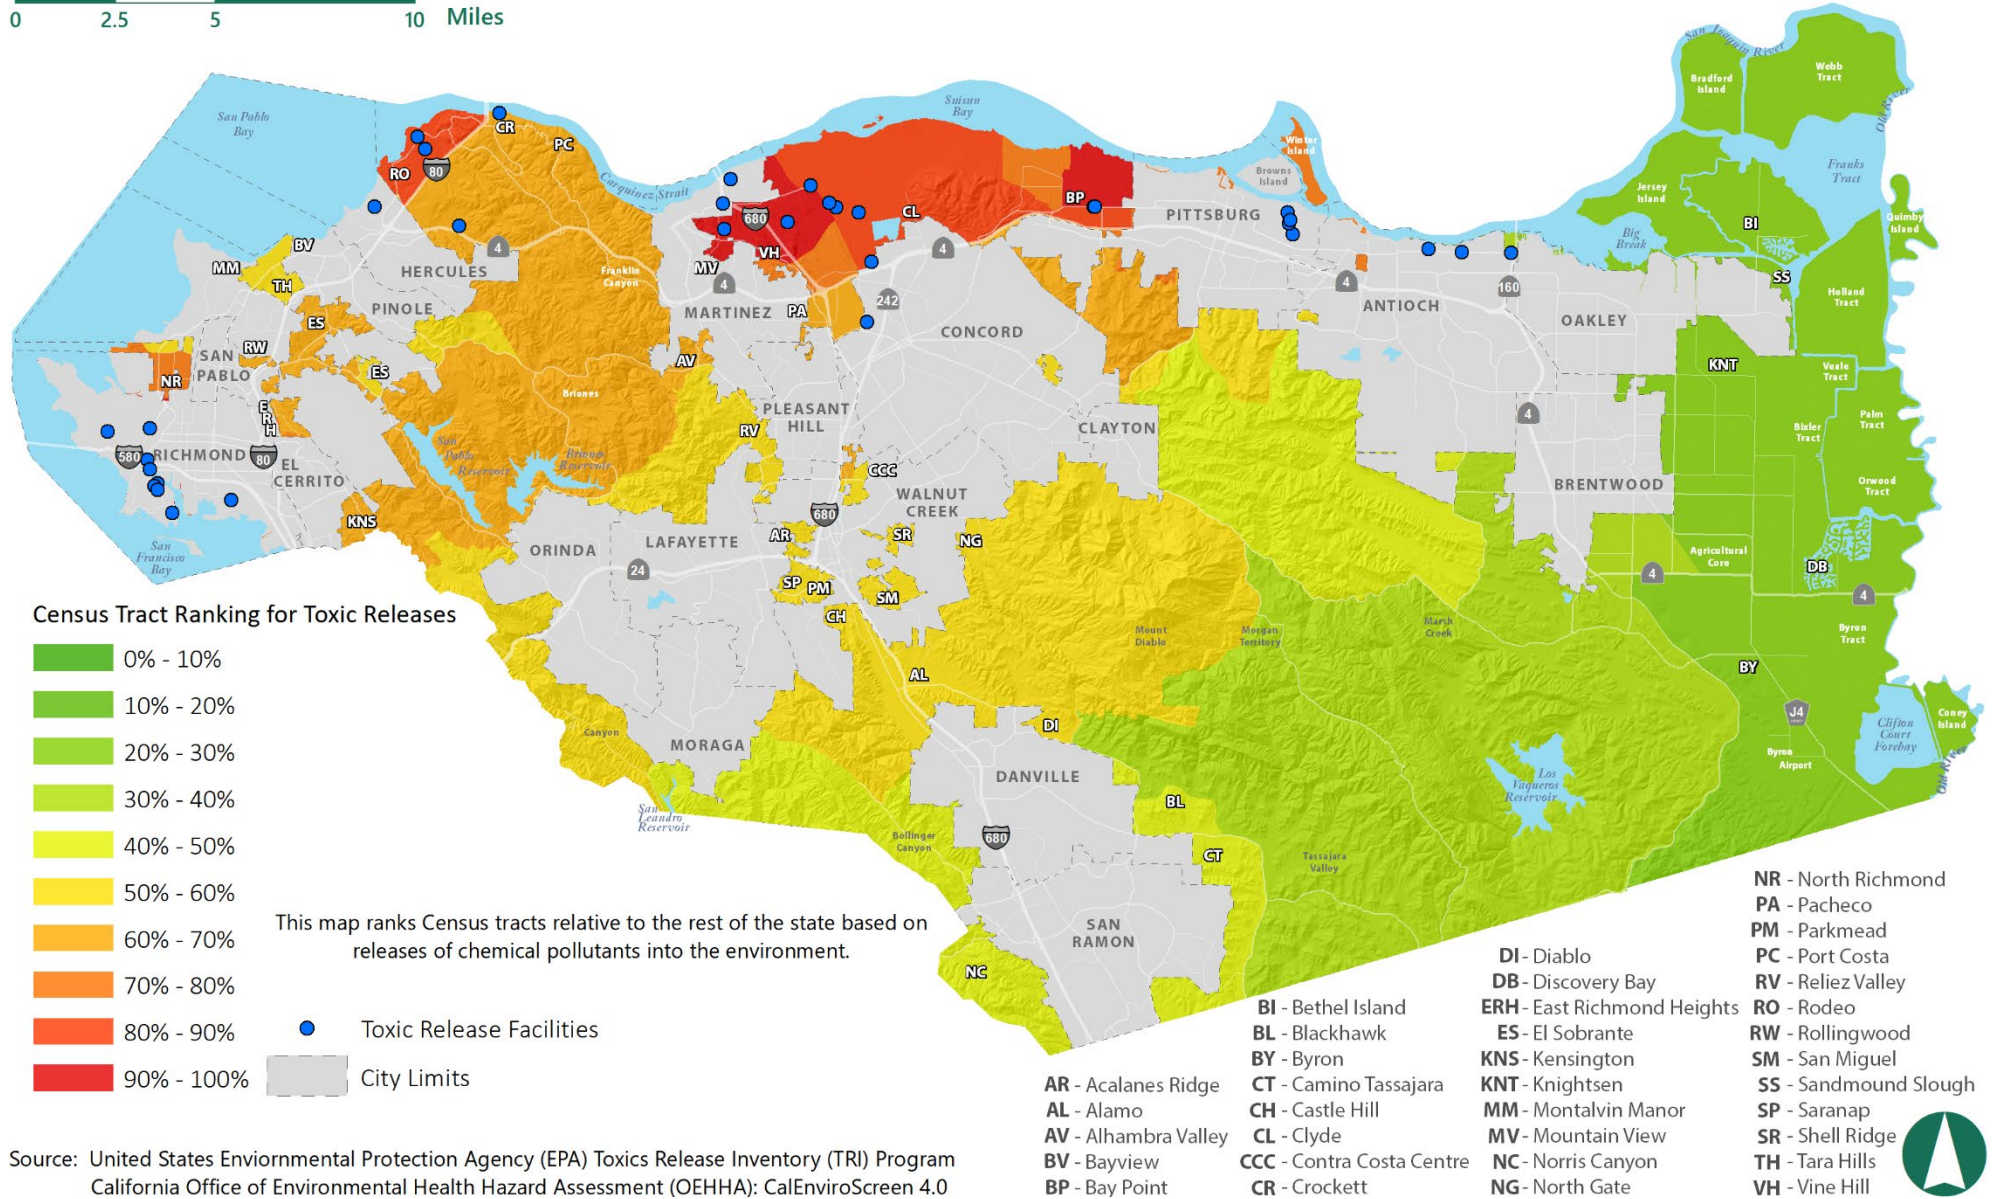 0 2.5 5 10 Miles
San Joaquin River
Webb
Tract
Bradford
Island
Old River
San Pablo
Bay
Suisun
Bay
CR
PC
RO
80
Carquinez Strait
Winter
Island
Browns
Island
Franks
Tract
Jersey
Island
BI
Quimby
Island
Big
Break
BP
PITTSBURG
CL
680
VH
MV
4
4
4
BV
MM
TH
HERCULES
Franklin
Canyon
PINOLE
ES
MARTINEZ
PA
242
CONCORD
4
ANTIOCH
160
OAKLEY
SS
Holland
Tract
RW
SAN
PABLO
NR
ES
AV
Briones
KNT
Veale
Tract
Palm
Tract
Bixler
Tract
E
R
H
PLEASANT
HILL
RV
CLAYTON
4
580
RICHMOND
80
EL
CERRITO
San
Pablo
Reservoir
Briones
Reservoir
CCC
WALNUT
CREEK
BRENTWOOD
Orwood
Tract
KNS
680
San
Francisco
Bay
ORINDA
LAFAYETTE
AR
SR
NG
24
SP
PM
SM
CH
Agricultural
Core
4
DB
4
Byron
Tract
Mount
Diablo
Morgan
Territory
Marsh
Creek
AL
BY
DI
J4
Clifton
Court
Forebay
Coney
Island
Old River
Byron
Airport
Canyon
MORAGA
San
Leandro
Reservoir
DANVILLE
BL
Los
Vaqueros
Reservoir
Bollinger
Canyon
680
CT
Tassajara
Valley
SAN
RAMON
NC
Census Tract Ranking for Toxic Releases
0% - 10%
10% - 20%
20% - 30%
30% - 40%
40% - 50%
50% - 60%
60% - 70%
70% - 80%
80% - 90%
90% - 100%
This map ranks Census tracts relative to the rest of the state based on
releases of chemical pollutants into the environment.
Toxic Release Facilities
City Limits
AR - Acalanes Ridge
AL - Alamo
AV - Alhambra Valley
BV - Bayview
BP - Bay Point
BI - Bethel Island
BL - Blackhawk
BY - Byron
CT - Camino Tassajara
CH - Castle Hill
CL - Clyde
CCC - Contra Costa Centre
CR - Crockett
DI - Diablo
DB - Discovery Bay
ERH - East Richmond Heights
ES - El Sobrante
KNS - Kensington
KNT - Knightsen
MM - Montalvin Manor
MV - Mountain View
NC - Norris Canyon
NG - North Gate
NR - North Richmond
PA - Pacheco
PM - Parkmead
PC - Port Costa
RV - Reliez Valley
RO - Rodeo
RW - Rollingwood
SM - San Miguel
SS - Sandmound Slough
SP - Saranap
SR - Shell Ridge
TH - Tara Hills
VH - Vine Hill
Source: United States Enviornmental Protection Agency (EPA) Toxics Release Inventory (TRI) Program
California Office of Environmental Health Hazard Assessment (OEHHA): CalEnviroScreen 4.0